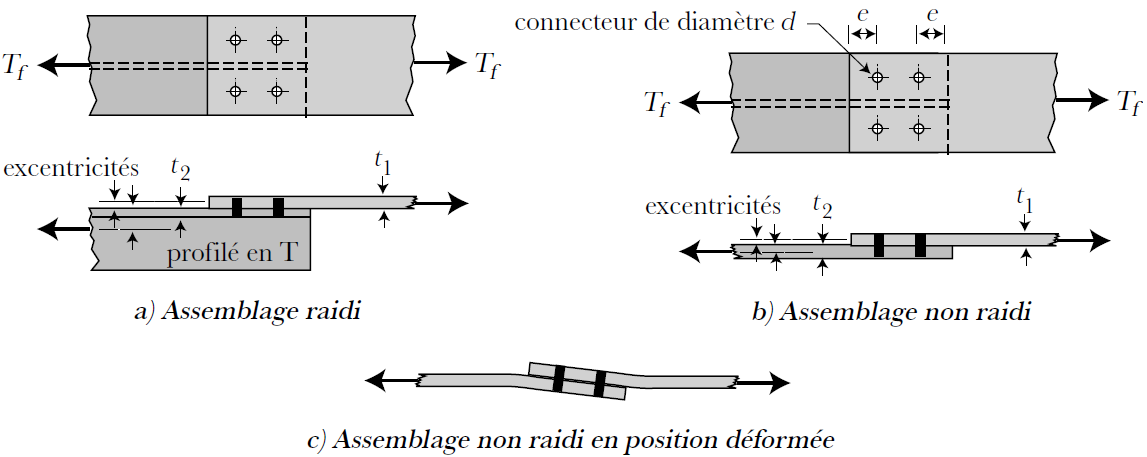 T_f
T_f
excentricités
t_2
t_1
profilé en T
a) Assemblage raidi
connecteur de diamètre d
e
e
T_f
T_f
excentricités
t_2
t_1
b) Assemblage non raidi
c) Assemblage non raidi en position déformée